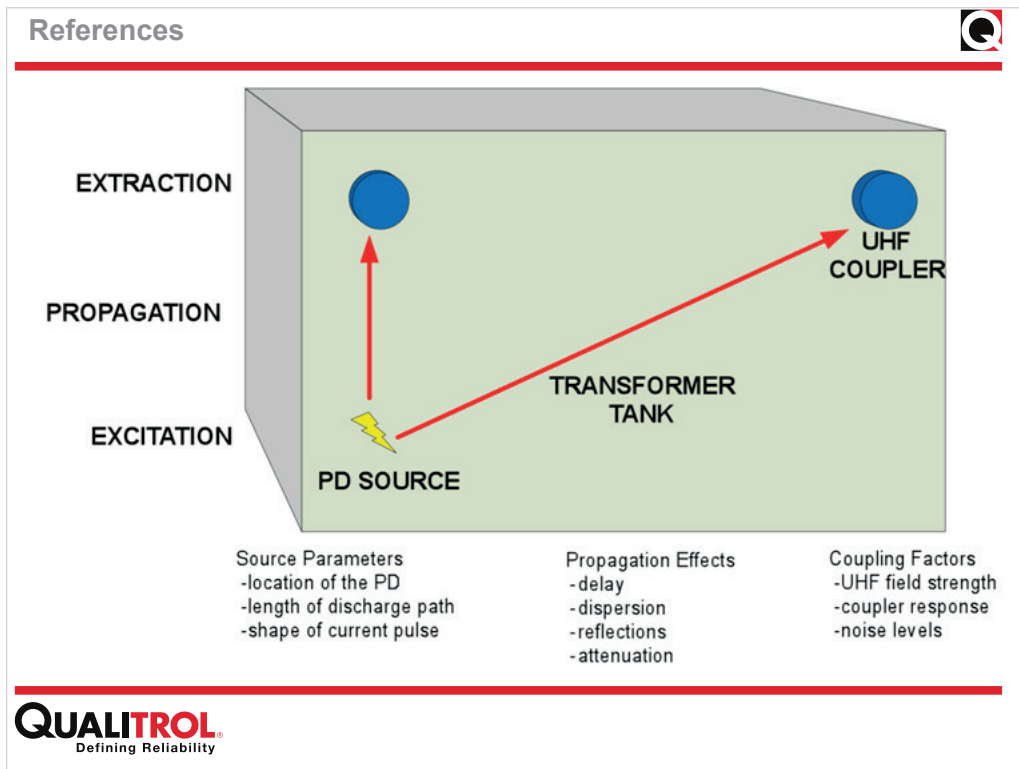 References
Q
EXTRACTION
UHF
COUPLER
PROPAGATION
TRANSFORMER
TANK
EXCITATION
PD SOURCE
Source Parameters
-location of the PD
-length of discharge path
-shape of current pulse
Propagation Effects
-delay
-dispersion
-reflections
-attenuation
Coupling Factors
-UHF field strength
-coupler response
-noise levels
QUALITROL®
Defining Reliability